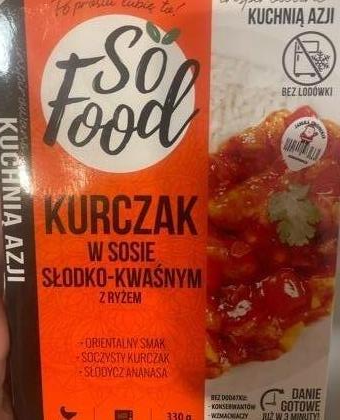 To prostu lubię to!
KUCHNIĄ AZJI
So
Food
BEZ LODÓWKI
KUCHNIA AZJI
KURCZAK
W SOSIE
SŁODKO-KWAŚNYM
Z RYŻEM
• ORIENTALNY SMAK
• SOCZYSTY KURCZAK
• SŁODYCZ ANANASA
BEZ DODATKU:
• KONSERWANTÓW
• WZMACNIACZY
DANIE
GOTOWE
JUŻ W 3 MINUTY!
330 g